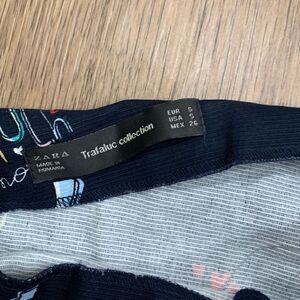 ZARA
MADE IN
ROMANIA
Trafaluc collection
EUR S
USA S
MEX 26